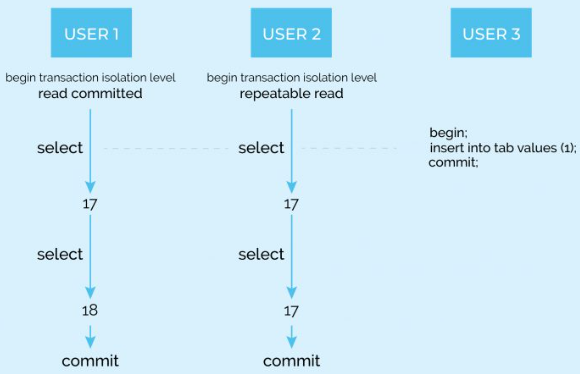 USER 1
USER 2
USER 3
begin transaction isolation level
read committed
begin transaction isolation level
repeatable read
select
select
begin;
insert into tab values (1);
commit;
17
17
select
select
18
17
commit
commit